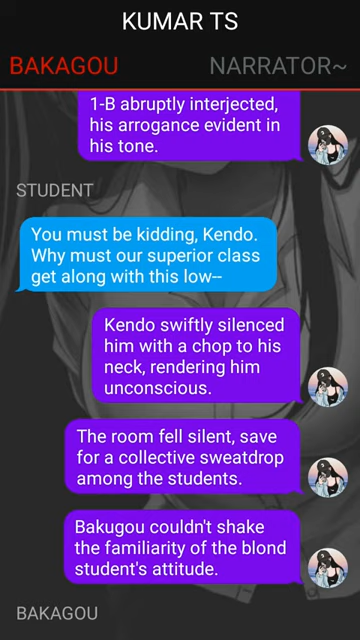 KUMAR TS
BAKAGOU NARRATOR~
1-B abruptly interjected,
his arrogance evident in
his tone.
STUDENT
You must be kidding, Kendo.
Why must our superior class
get along with this low--
Kendo swiftly silenced
him with a chop to his
neck, rendering him
unconscious.
The room fell silent, save
for a collective sweatdrop
among the students.
Bakugou couldn't shake
the familiarity of the blond
student's attitude.
BAKAGOU